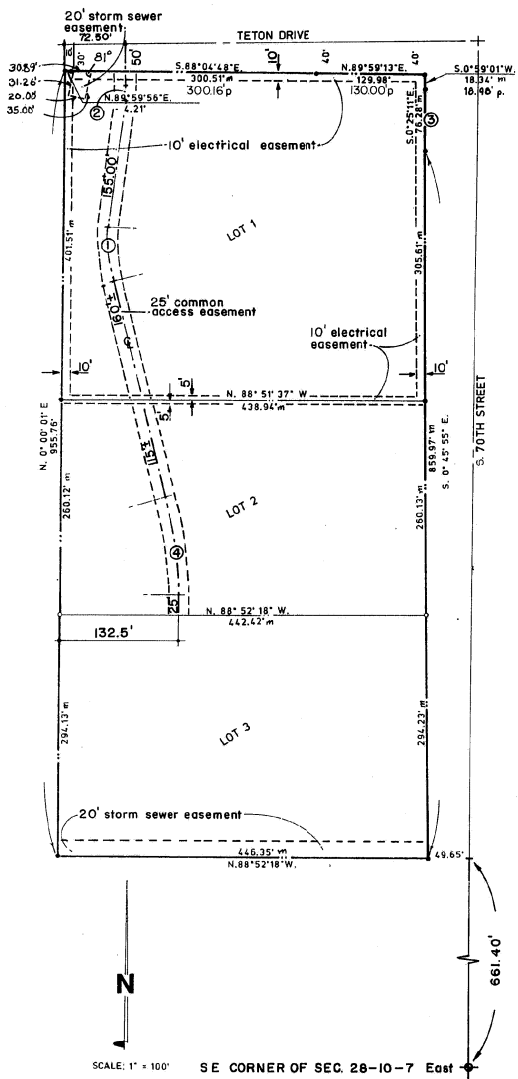 20' storm sewer
easement
72.50'
TETON DRIVE
10'
30'
81°
50'
30.89'
31.26'
20.05'
35.00'
S.88°04'48"E.
300.51' m
300.16' p
10'
40'
N.89°59'13"E.
129.98'
130.00' p
40'
S.0°59'01"W.
18.34' m
18.46' p.
N.89°59'56"E.
4.21'
2
S.0°25'11"E.
76.28' m
3
10' electrical easement
155.00'
LOT 1
1
401.51' m
305.61' m
160'±
25' common
access easement
10' electrical
easement
10'
10'
5'
N. 88° 51' 37" W
438.94' m
5'
N. 0° 00' 01" E
955.76'
859.97' m
S. 0° 45' 55" E.
S. 70TH STREET
157'±
260.12' m
LOT 2
260.13' m
4
25'
N. 88° 52' 18" W.
442.42' m
132.5'
294.13' m
LOT 3
294.23' m
20' storm sewer easement
446.35' m
N.88°52'18"W.
49.65'
661.40'
N
SCALE: 1" = 100'
SE CORNER OF SEC. 28-10-7 East